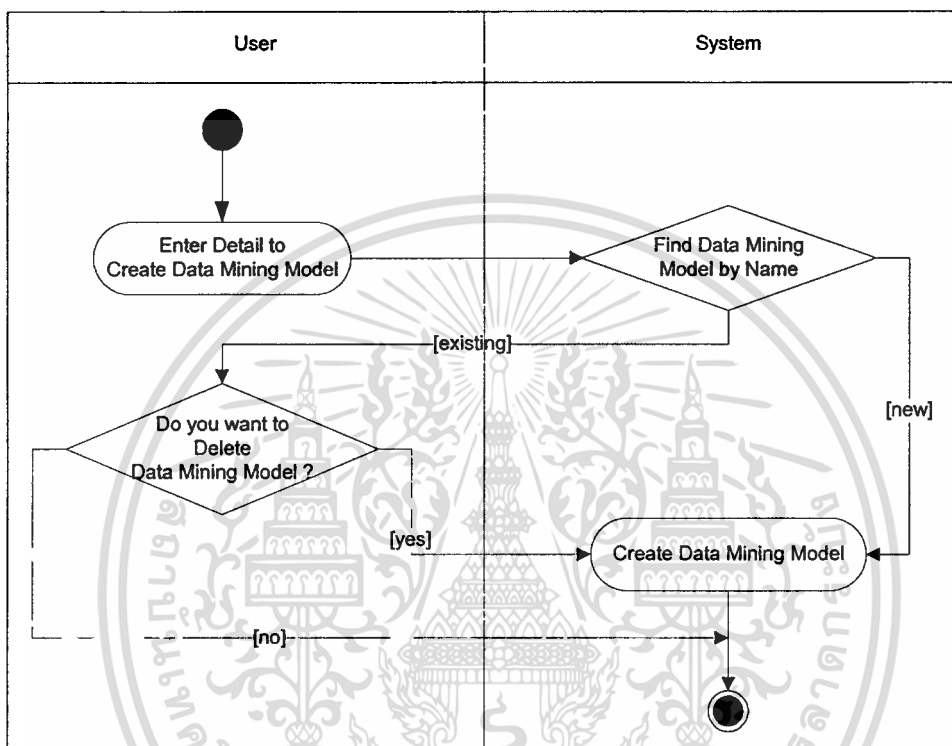 User
System
Enter Detail to
Create Data Mining Model
Find Data Mining
Model by Name
[existing]
[new]
Do you want to
Delete
Data Mining Model ?
[yes]
Create Data Mining Model
[no]